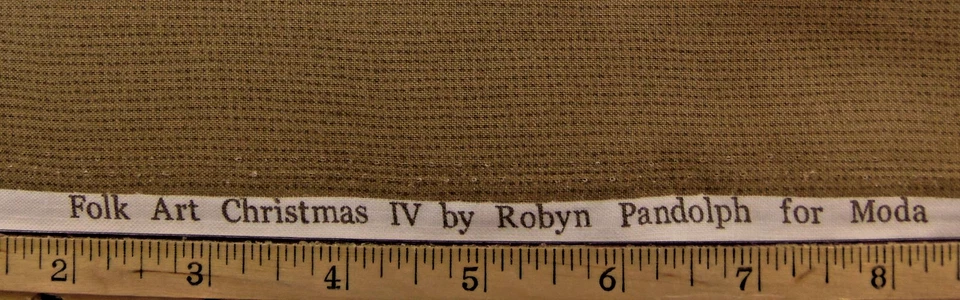 Folk Art Christmas IV by Robyn Pandolph for Moda
2 3 4 5 6 7 8